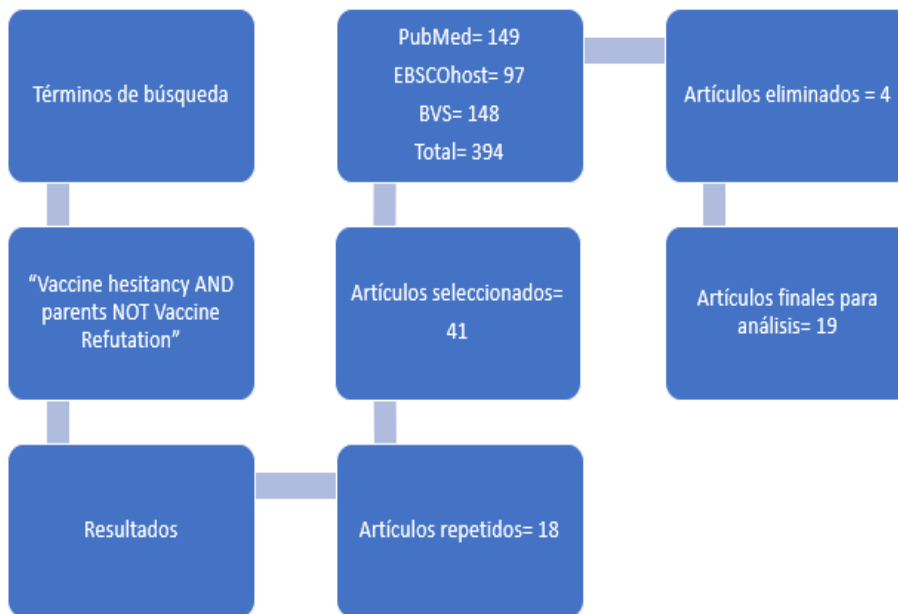 Términos de búsqueda
“Vaccine hesitancy AND
parents NOT Vaccine
Refutation”
Resultados
PubMed= 149
EBSCOhost= 97
BVS= 148
Total= 394
Artículos seleccionados=
41
Artículos repetidos= 18
Artículos eliminados = 4
Artículos finales para
análisis= 19